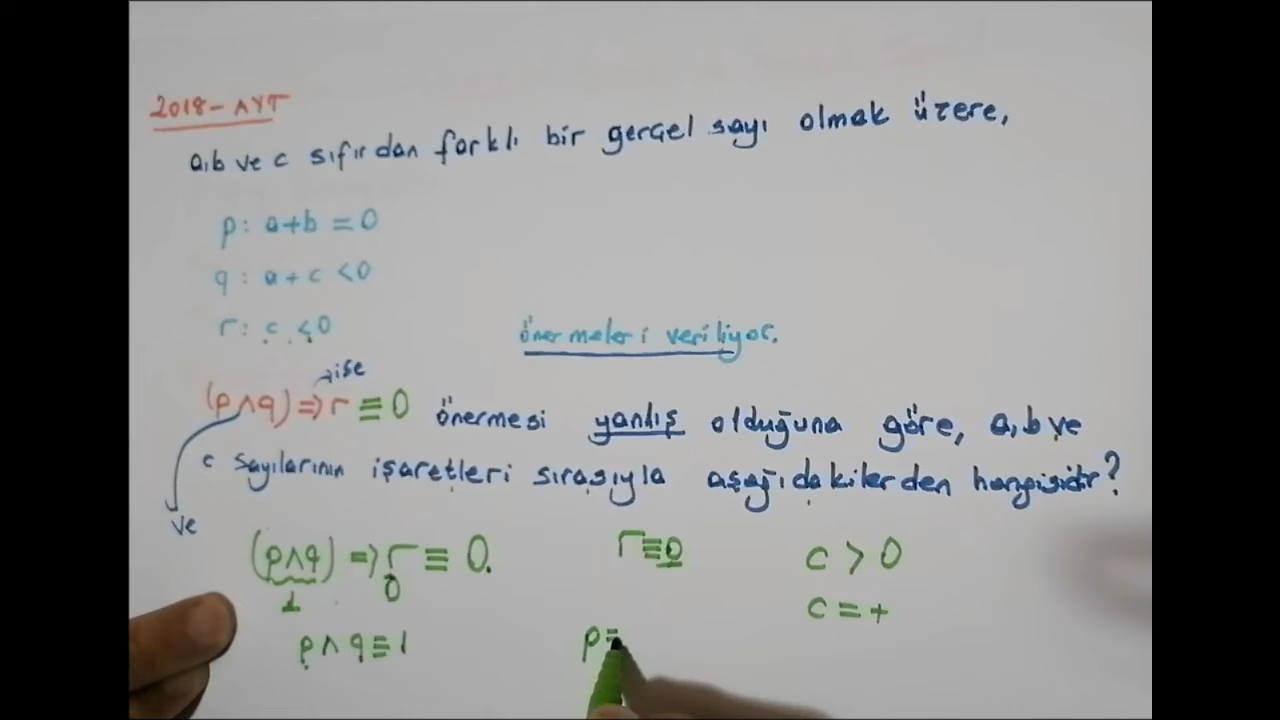 2018-AYT
a,b ve c sıfırdan farklı bir gerçel sayı olmak üzere,
p: a+b = 0
q: a+c <0
r: c <0
önermeleri veriliyor.
ise
(p∧q) ⇒ r ≡ 0 önermesi yanlış olduğuna göre, a,b ve
c sayılarının işaretleri sırasıyla aşağıdakilerden hangisidir?
ve
(p∧q) ⇒ r ≡ 0. r≡0 c > 0
1 0 c = +
p∧q≡1 p≡